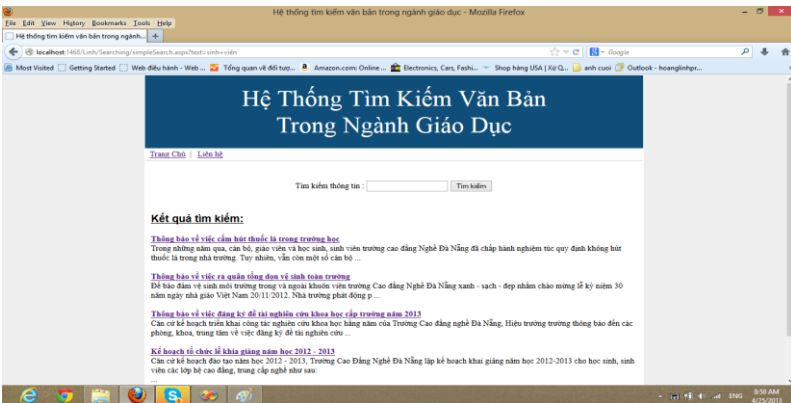 Hệ thống tìm kiếm văn bản trong ngành giáo dục - Mozilla Firefox
File Edit View History Bookmarks Tools Help
Hệ thống tìm kiếm văn bản trong ngành... +
localhost:1468/Linh/Searching/simpleSearch.aspx?text=sinh+viên
Google
Most Visited Getting Started Web điều hành - Web ... Tổng quan về đối tượ... Amazon.com: Online ... Electronics, Cars, Fashi... Shop hàng USA | Xử Q... anh cuoi Outlook - hoanglinhpr...
Hệ Thống Tìm Kiếm Văn Bản
Trong Ngành Giáo Dục
Trang Chủ | Liên hệ
Tìm kiếm thông tin : Tìm kiếm
Kết quả tìm kiếm:
Thông báo về việc cấm hút thuốc lá trong trường học
Trong những năm qua, cán bộ, giáo viên và học sinh, sinh viên trường cao đẳng Nghề Đà Nẵng đã chấp hành nghiệm túc quy định không hút
thuốc lá trong nhà trường. Tuy nhiên, vẫn còn một số cán bộ ...
Thông báo về việc ra quân tổng dọn vệ sinh toàn trường
Để bảo đảm vệ sinh môi trường trong và ngoài khuôn viên trường Cao đẳng Nghề Đà Nẵng xanh - sạch - đẹp nhằm chào mừng lễ kỷ niệm 30
năm ngày nhà giáo Việt Nam 20/11/2012. Nhà trường phát động p ...
Thông báo về việc đăng ký đề tài nghiên cứu khoa học cấp trường năm 2013
Căn cứ kế hoạch triển khai công tác nghiên cứu khoa học hằng năm của Trường Cao đẳng nghề Đà Nẵng, Hiệu trưởng trường thông báo đến các
phòng, khoa, trung tâm về việc đăng ký đề tài nghiên cứu ...
Kế hoạch tổ chức lễ khia giảng năm học 2012 - 2013
Căn cứ kế hoạch đào tạo năm học 2012 - 2013, Trường Cao Đẳng Nghề Đà Nẵng lập kế hoạch khai giảng năm học 2012-2013 cho học sinh, sinh
viên các lớp hệ cao đẳng, trung cấp nghề như sau:
...
ENG
8:50 AM
4/25/2013